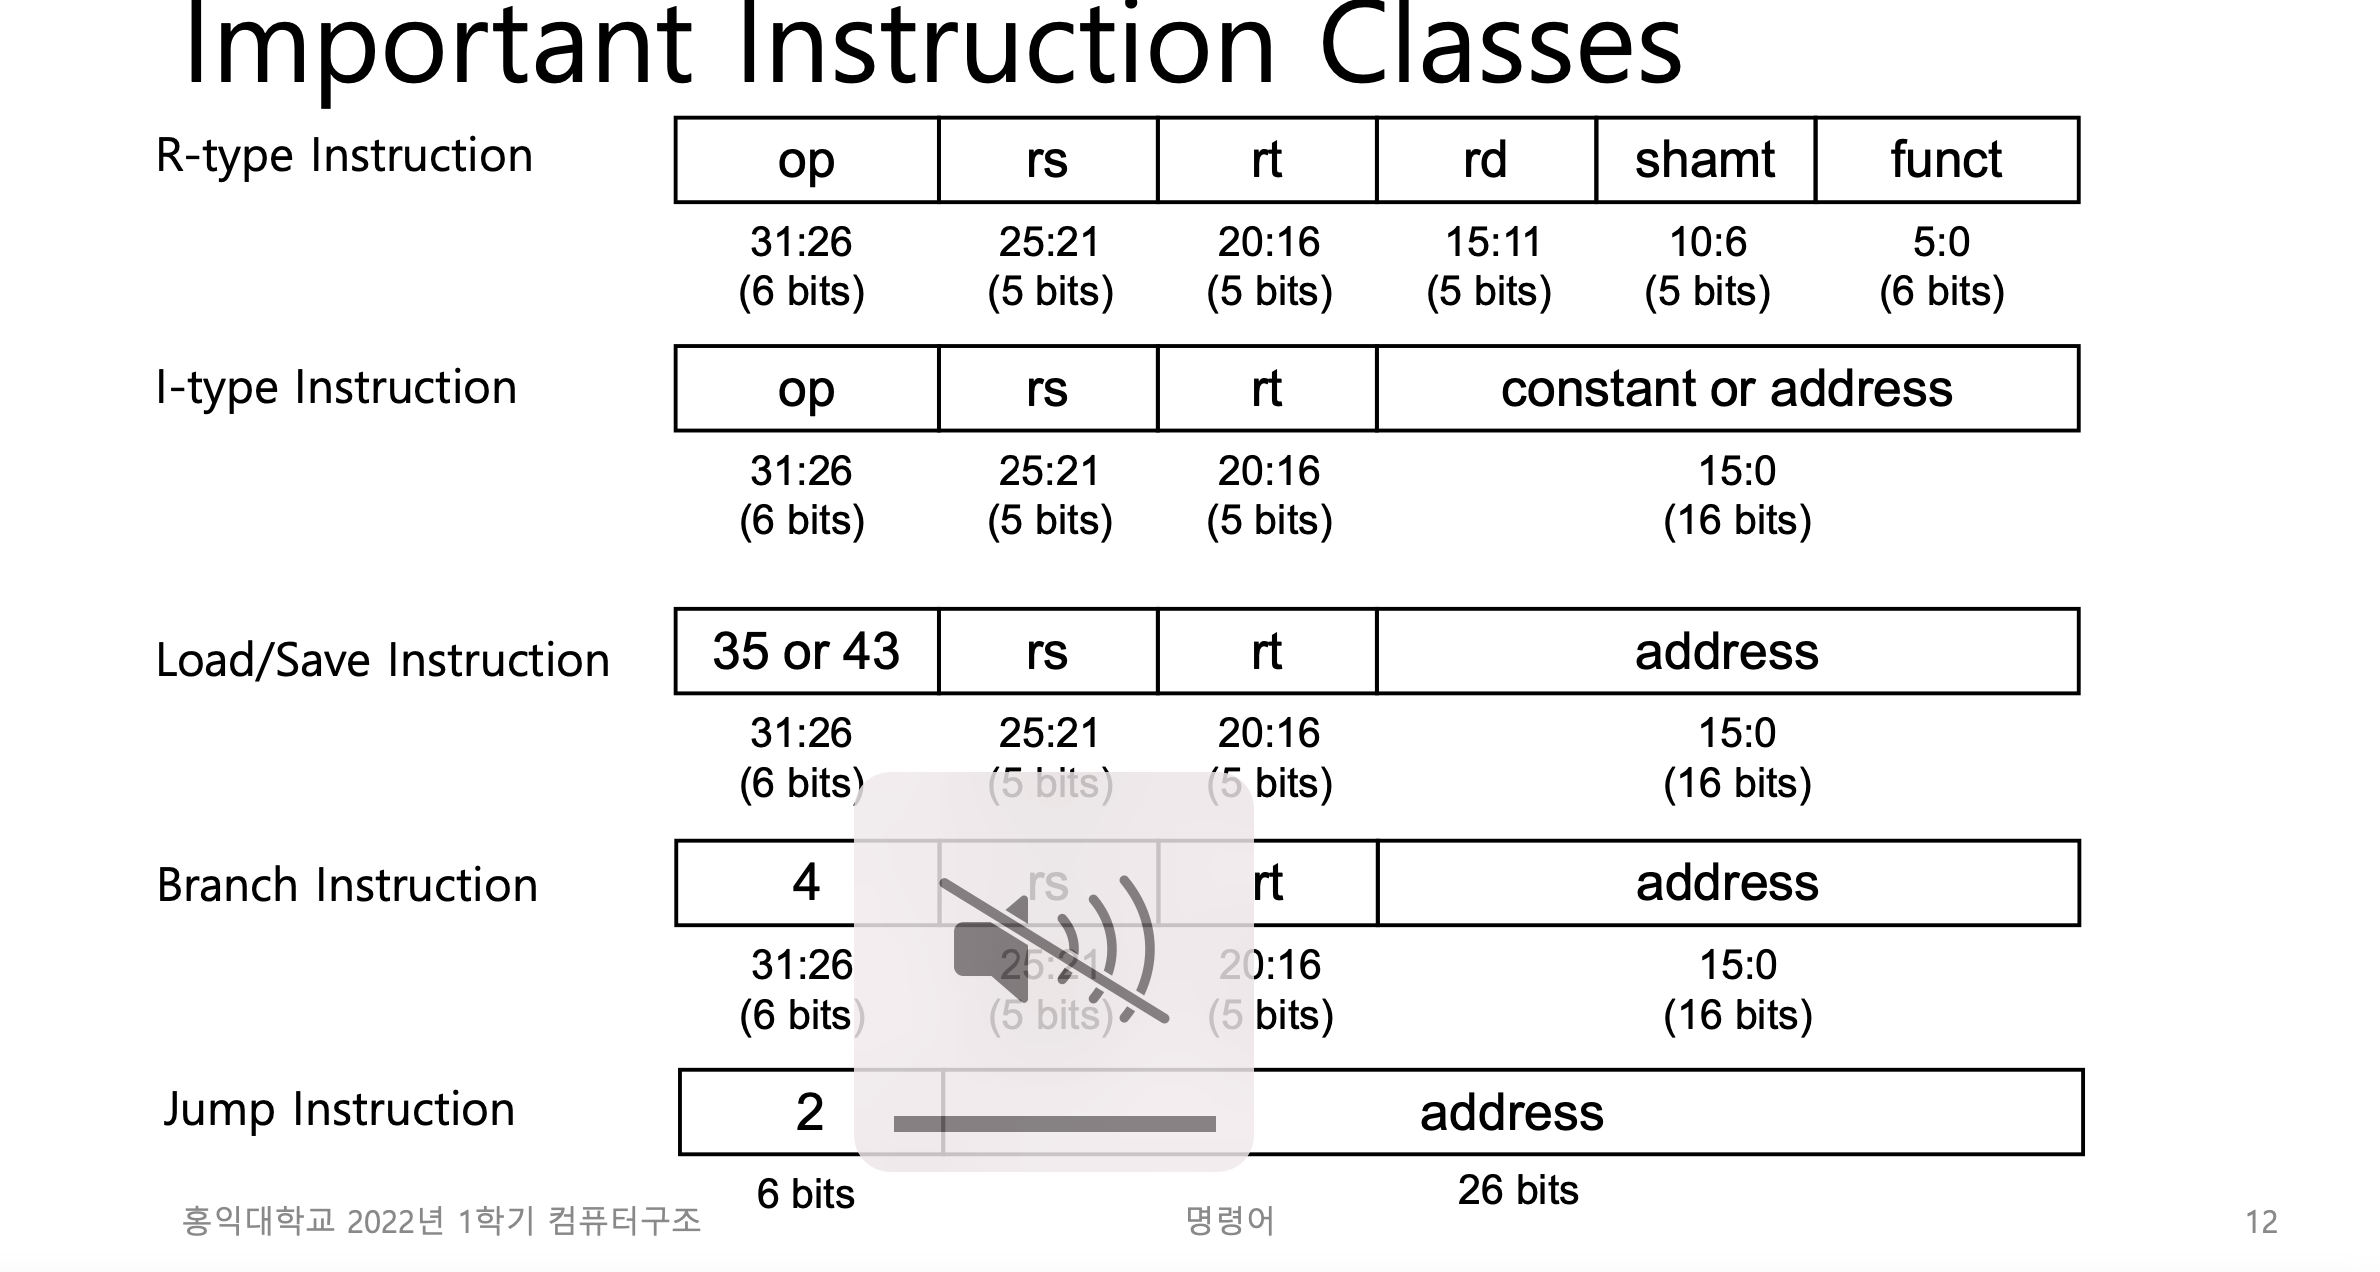 Important Instruction Classes
R-type Instruction op rs rt rd shamt funct
31:26 25:21 20:16 15:11 10:6 5:0
(6 bits) (5 bits) (5 bits) (5 bits) (5 bits) (6 bits)
I-type Instruction op rs rt constant or address
31:26 25:21 20:16 15:0
(6 bits) (5 bits) (5 bits) (16 bits)
Load/Save Instruction 35 or 43 rs rt address
31:26 25:21 20:16 15:0
(6 bits) (5 bits) (5 bits) (16 bits)
Branch Instruction 4 rs rt address
31:26 25:21 20:16 15:0
(6 bits) (5 bits) (5 bits) (16 bits)
Jump Instruction 2 address
6 bits 26 bits
홍익대학교 2022년 1학기 컴퓨터구조 명령어 12